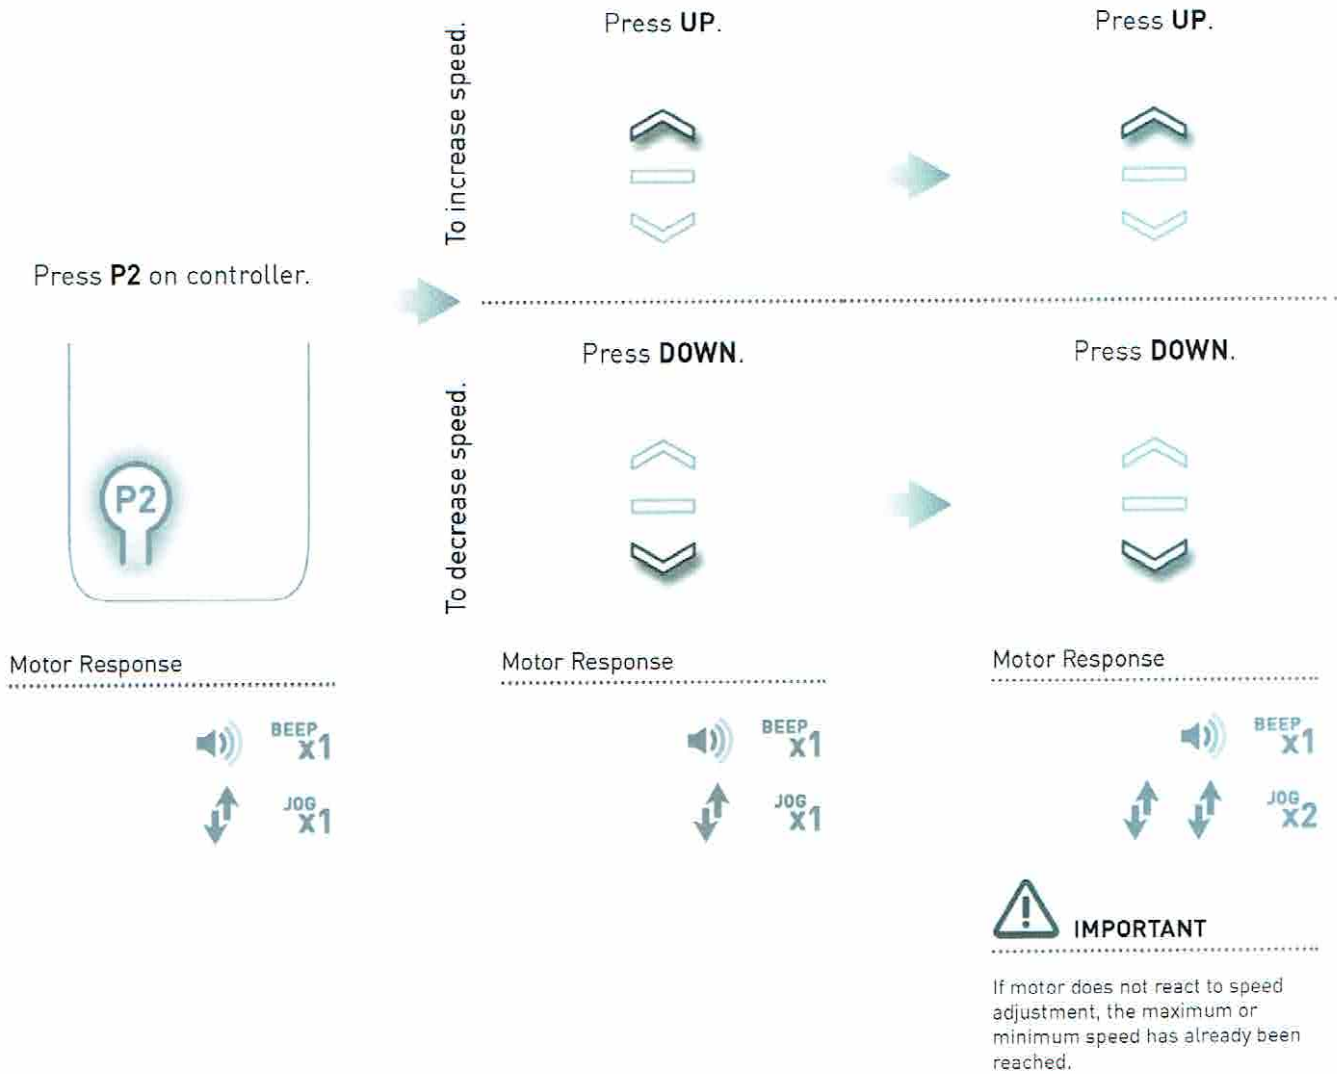 Press P2 on controller.
P2
To increase speed.
Press UP.
Press UP.
To decrease speed.
Press DOWN.
Press DOWN.
Motor Response
BEEP
x1
JOG
x1
Motor Response
BEEP
x1
JOG
x1
Motor Response
BEEP
x1
JOG
x2
IMPORTANT
If motor does not react to speed
adjustment, the maximum or
minimum speed has already been
reached.